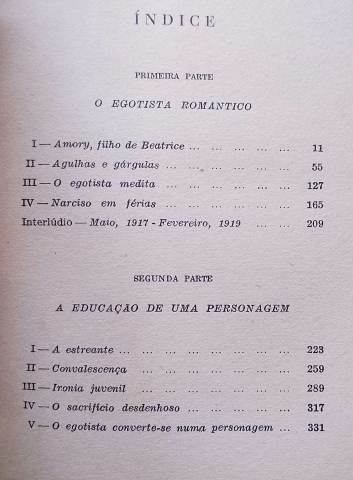 ÍNDICE
PRIMEIRA PARTE
O EGOTISTA ROMANTICO
I — Amory, filho de Beatrice ... ... ... ... ... 11
II — Agulhas e gárgulas ... ... ... ... ... ... 55
III — O egotista medita ... ... ... ... ... ... 127
IV — Narciso em férias ... ... ... ... ... ... 165
Interlúdio — Maio, 1917 - Fevereiro, 1919 ... ... 209
SEGUNDA PARTE
A EDUCAÇÃO DE UMA PERSONAGEM
I — A estreante ... ... ... ... ... ... ... ... 223
II — Convalescença ... ... ... ... ... ... ... 259
III — Ironia juvenil ... ... ... ... ... ... ... 289
IV — O sacrifício desdenhoso ... ... ... ... ... 317
V — O egotista converte-se numa personagem ... 331